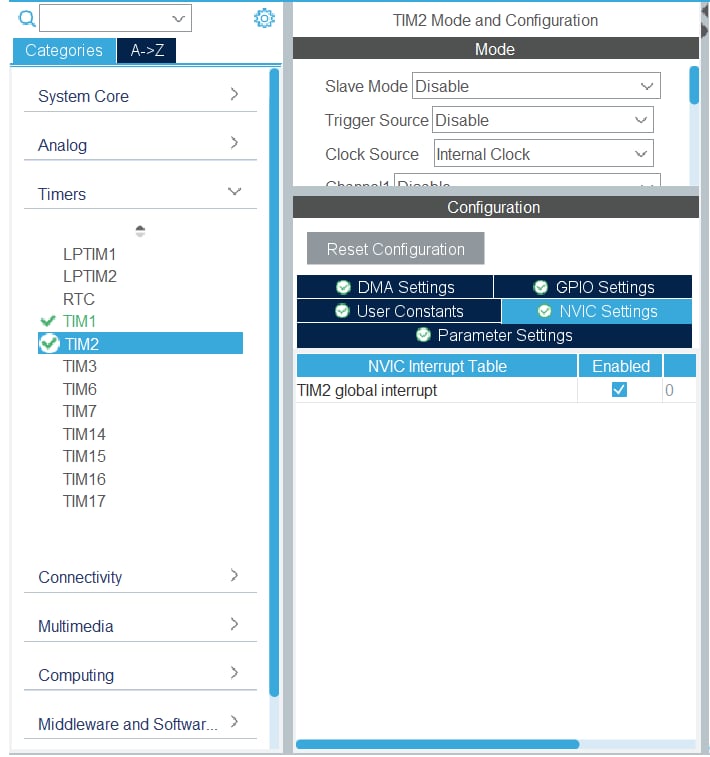 Categories
A->Z
System Core
Analog
Timers
LPTIM1
LPTIM2
RTC
TIM1
TIM2
TIM3
TIM6
TIM7
TIM14
TIM15
TIM16
TIM17
Connectivity
Multimedia
Computing
Middleware and Softwar...
TIM2 Mode and Configuration
Mode
Slave Mode Disable
Trigger Source Disable
Clock Source Internal Clock
Channel1 Disable
Configuration
Reset Configuration
DMA Settings GPIO Settings
User Constants NVIC Settings
Parameter Settings
NVIC Interrupt Table Enabled
TIM2 global interrupt 0